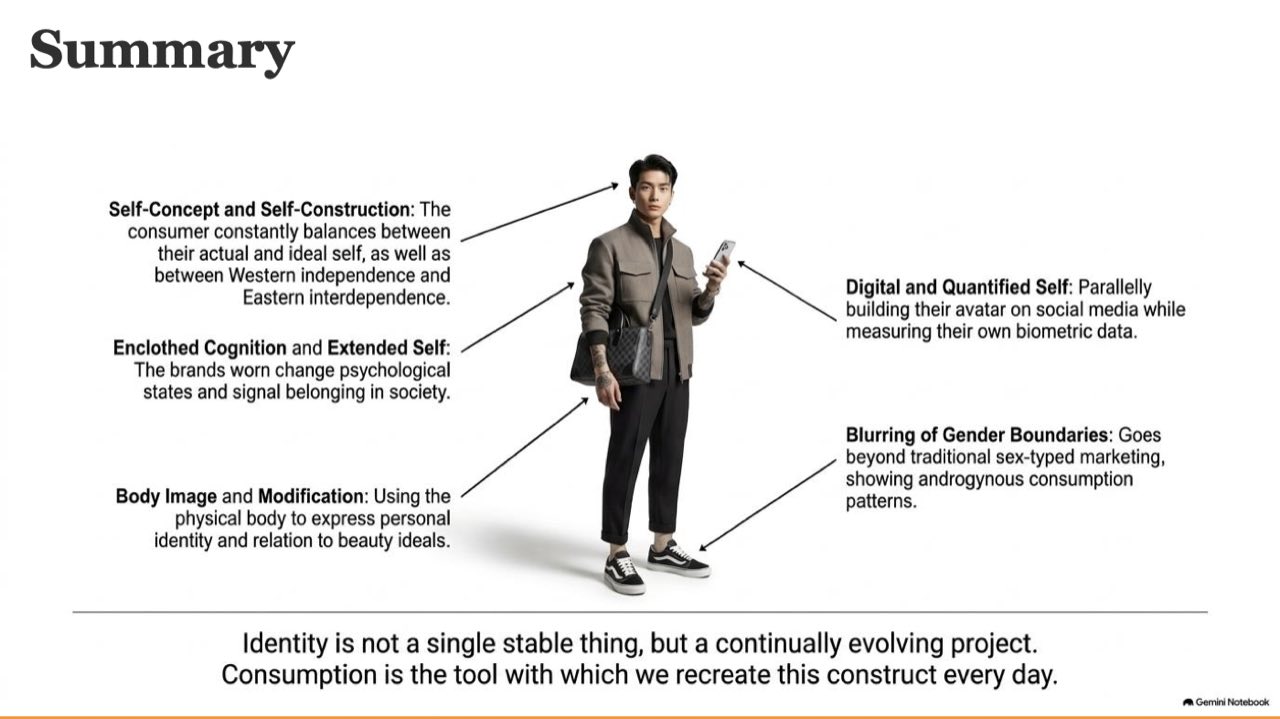 Summary
Self-Concept and Self-Construction: The
consumer constantly balances between
their actual and ideal self, as well as
between Western independence and
Eastern interdependence.
Enclothed Cognition and Extended Self:
The brands worn change psychological
states and signal belonging in society.
Body Image and Modification: Using the
physical body to express personal
identity and relation to beauty ideals.
Digital and Quantified Self: Parallelly
building their avatar on social media while
measuring their own biometric data.
Blurring of Gender Boundaries: Goes
beyond traditional sex-typed marketing,
showing androgynous consumption
patterns.
Identity is not a single stable thing, but a continually evolving project.
Consumption is the tool with which we recreate this construct every day.
Gemini Notebook